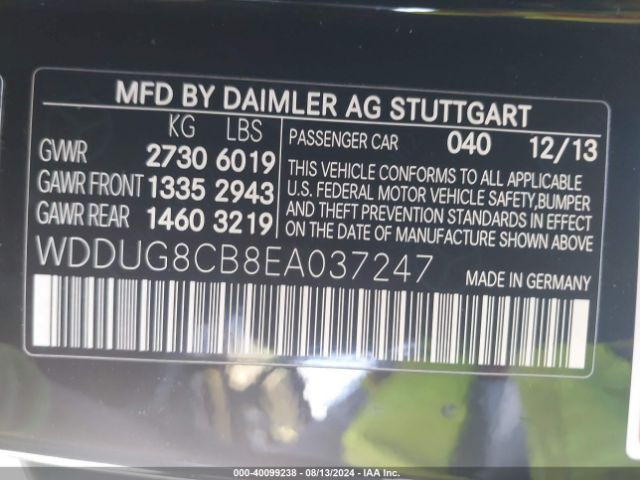 MFD BY DAIMLER AG STUTTGART
KG LBS
GVWR 2730 6019
GAWR FRONT 1335 2943
GAWR REAR 1460 3219
PASSENGER CAR 040 12/13
THIS VEHICLE CONFORMS TO ALL APPLICABLE
U.S. FEDERAL MOTOR VEHICLE SAFETY,BUMPER
AND THEFT PREVENTION STANDARDS IN EFFECT
ON THE DATE OF MANUFACTURE SHOWN ABOVE
WDDUG8CB8EA037247
MADE IN GERMANY
000-40099238 - 08/13/2024 - IAA Inc.